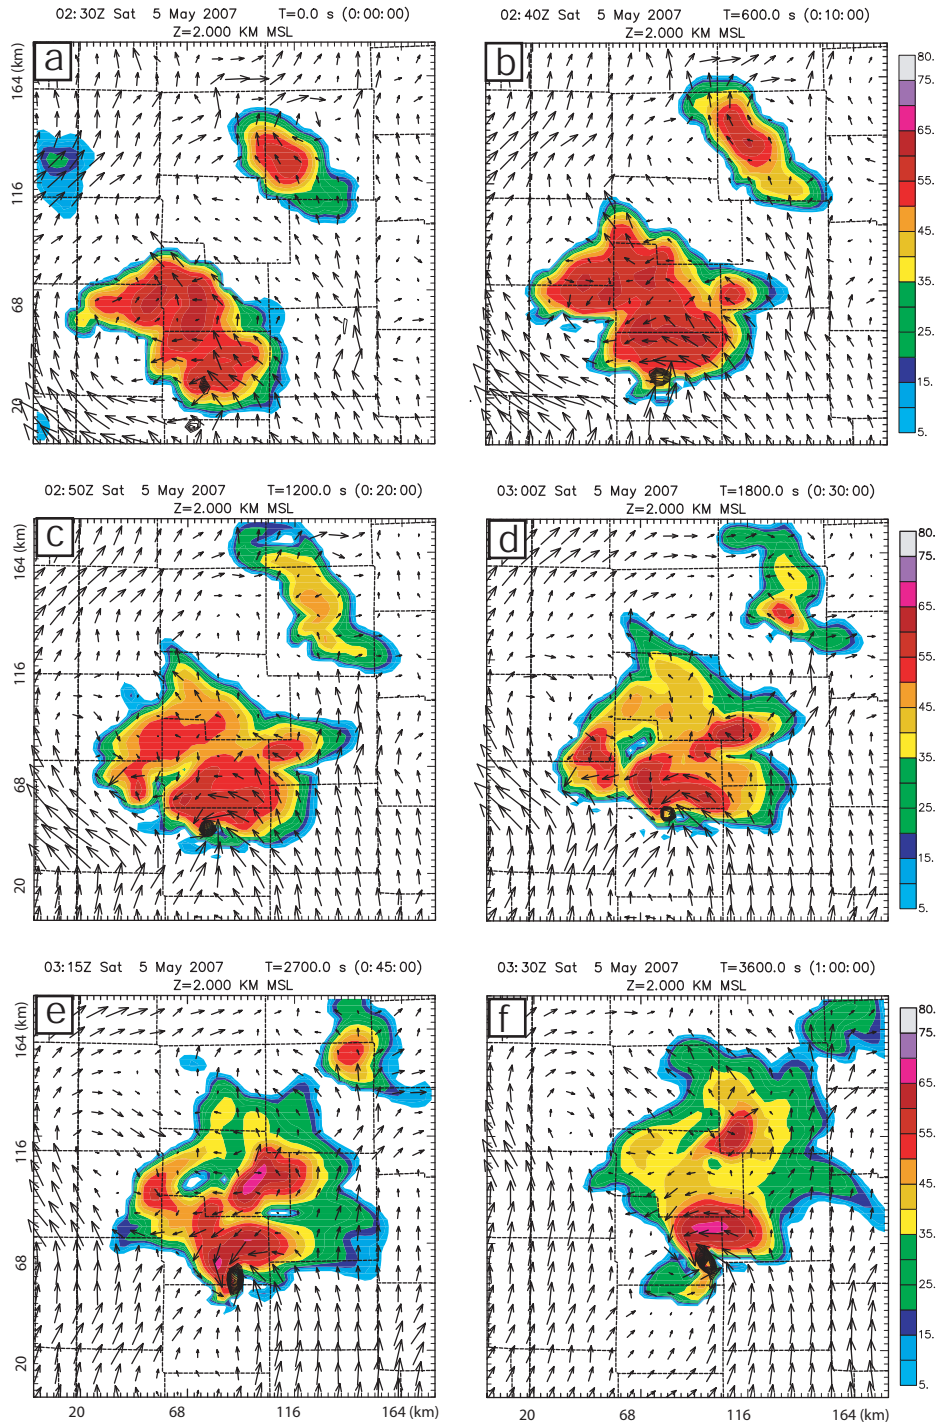 02:30Z Sat 5 May 2007 T=0.0 s (0:00:00)
Z=2.000 KM MSL
a
164 (km)
116
68
20
02:40Z Sat 5 May 2007 T=600.0 s (0:10:00)
Z=2.000 KM MSL
b
80.
75.
65.
55.
45.
35.
25.
15.
5.
02:50Z Sat 5 May 2007 T=1200.0 s (0:20:00)
Z=2.000 KM MSL
c
164 (km)
116
68
20
03:00Z Sat 5 May 2007 T=1800.0 s (0:30:00)
Z=2.000 KM MSL
d
80.
75.
65.
55.
45.
35.
25.
15.
5.
03:15Z Sat 5 May 2007 T=2700.0 s (0:45:00)
Z=2.000 KM MSL
e
164 (km)
116
68
20
20 68 116 164 (km)
03:30Z Sat 5 May 2007 T=3600.0 s (1:00:00)
Z=2.000 KM MSL
f
80.
75.
65.
55.
45.
35.
25.
15.
5.
20 68 116 164 (km)